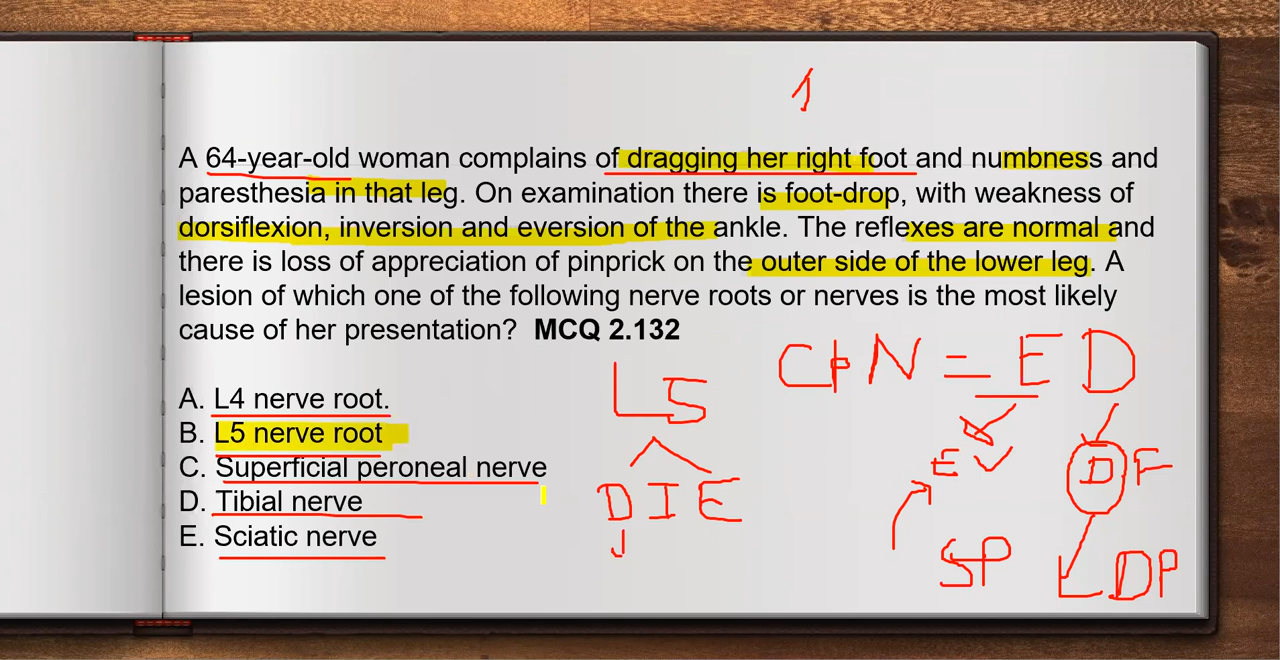 1
A 64-year-old woman complains of dragging her right foot and numbness and
paresthesia in that leg. On examination there is foot-drop, with weakness of
dorsiflexion, inversion and eversion of the ankle. The reflexes are normal and
there is loss of appreciation of pinprick on the outer side of the lower leg. A
lesion of which one of the following nerve roots or nerves is the most likely
cause of her presentation? MCQ 2.132
A. L4 nerve root.
B. L5 nerve root
C. Superficial peroneal nerve
D. Tibial nerve
E. Sciatic nerve
L5
DIE
CPN = ED
E
DF
SP
DP